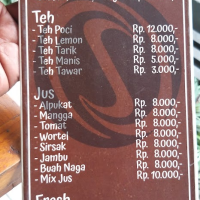 Teh
- Teh Poci Rp. 12.000,-
- Teh Lemon Rp. 8.000,-
- Teh Tarik Rp. 8.000,-
- Teh Manis Rp. 5.000,-
- Teh Tawar Rp. 3.000,-
Jus
- Alpukat Rp. 8.000,-
- Mangga Rp. 8.000,-
- Tomat Rp. 8.000,-
- Wortel Rp. 8.000,-
- Sirsak Rp. 8.000,-
- Jambu Rp. 8.000,-
- Buah Naga Rp. 8.000,-
- Mix Jus Rp. 10.000,-
Fresh